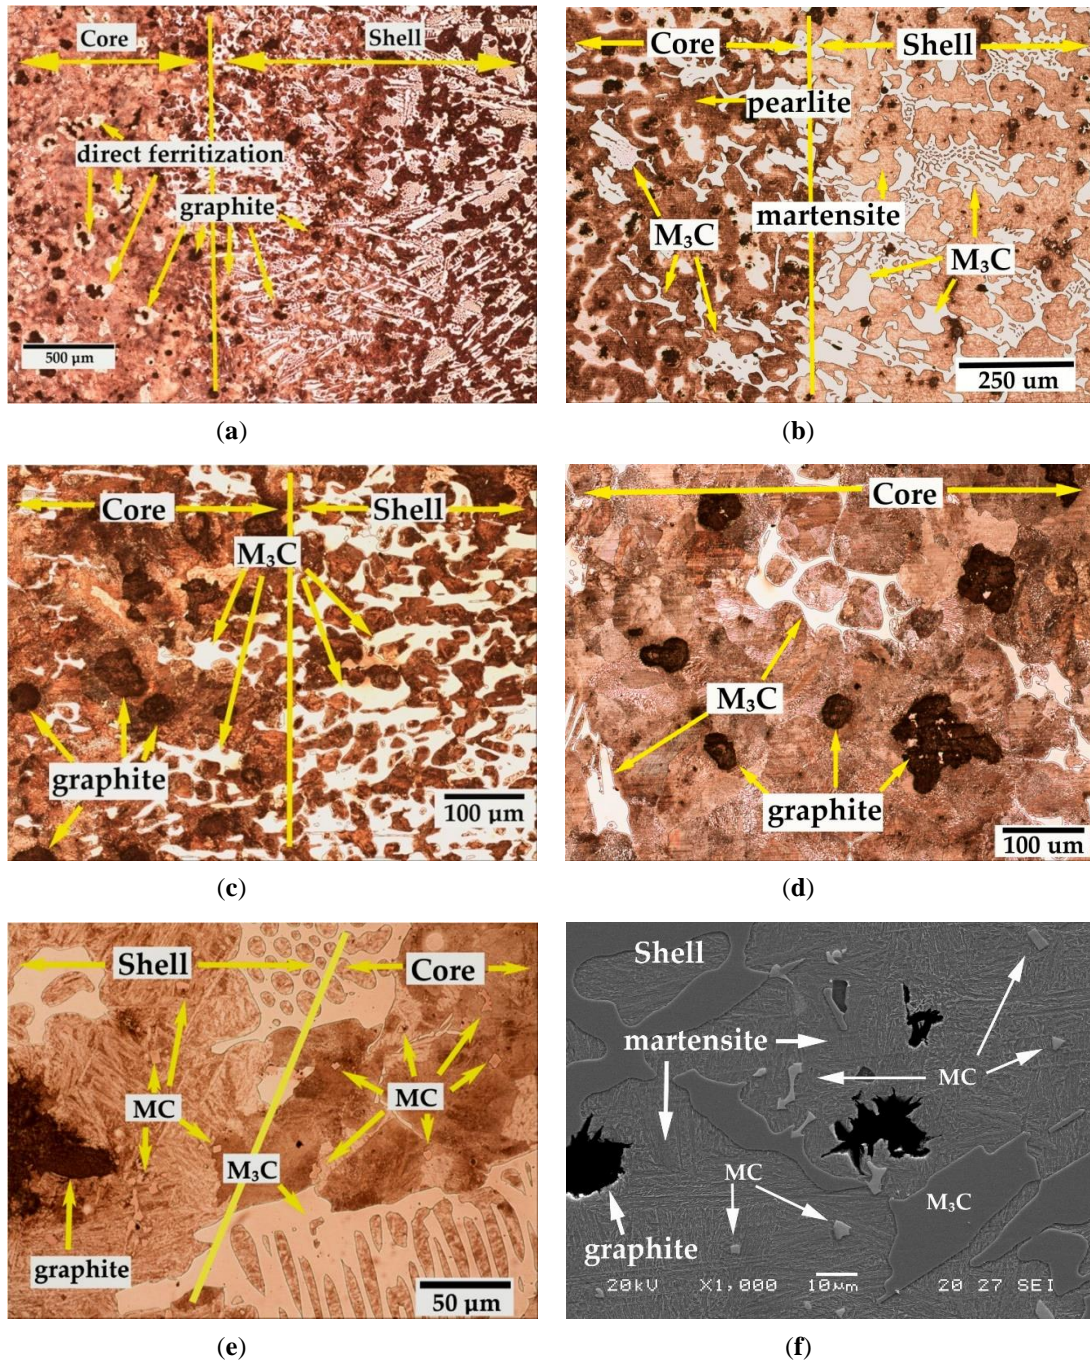 Core
Shell
direct ferritization
graphite
500 µm
(a)
Core
Shell
pearlite
M₃C
martensite
M₃C
250 um
(b)
Core
Shell
M₃C
graphite
100 µm
(c)
Core
M₃C
graphite
100 µm
(d)
Shell
Core
MC
MC
M₃C
graphite
50 µm
(e)
Shell
martensite
MC
MC
M₃C
graphite
20kV X1,000 10µm 20 27 SEI
(f)